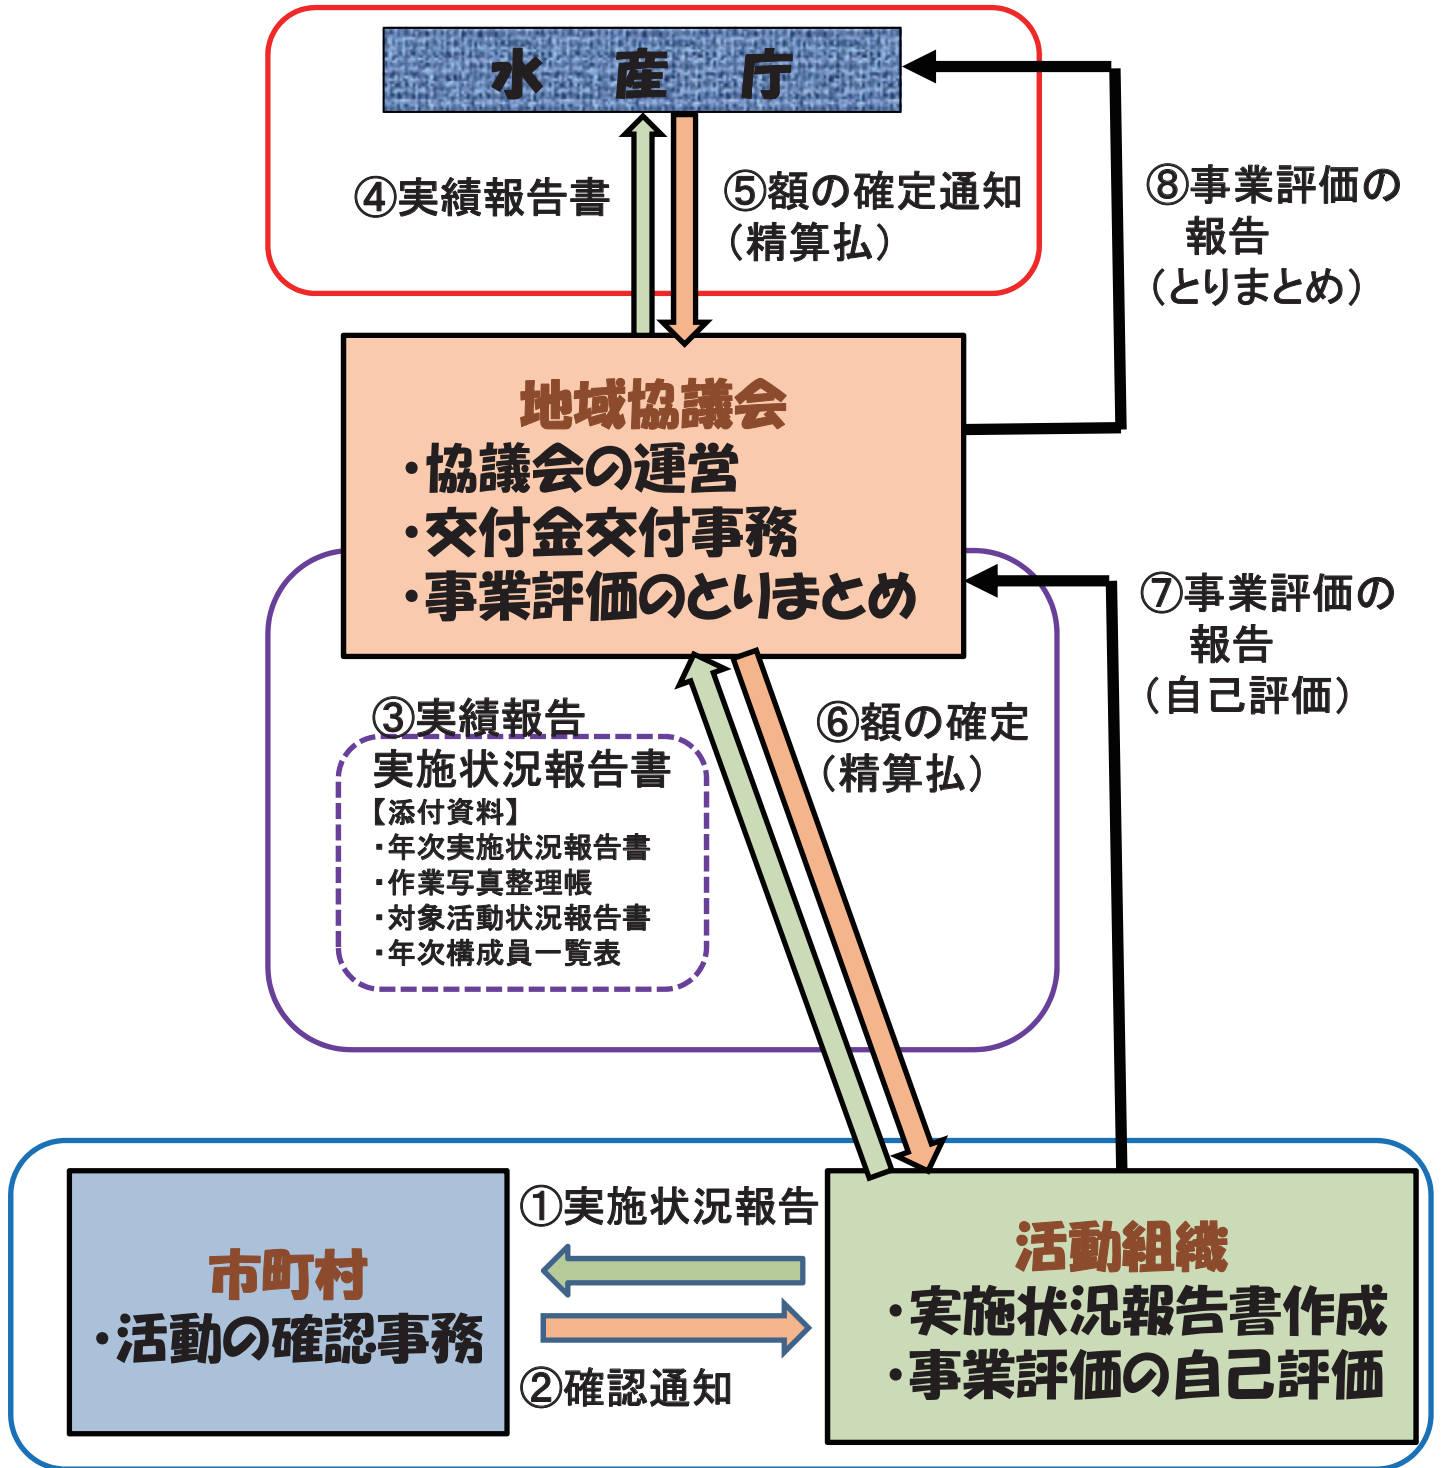 水産庁
④実績報告書
⑤額の確定通知
（精算払）
⑧事業評価の
報告
（とりまとめ）
地域協議会
・協議会の運営
・交付金交付事務
・事業評価のとりまとめ
⑦事業評価の
報告
（自己評価）
③実績報告
実施状況報告書
【添付資料】
・年次実施状況報告書
・作業写真整理帳
・対象活動状況報告書
・年次構成員一覧表
⑥額の確定
（精算払）
市町村
・活動の確認事務
①実施状況報告
②確認通知
活動組織
・実施状況報告書作成
・事業評価の自己評価